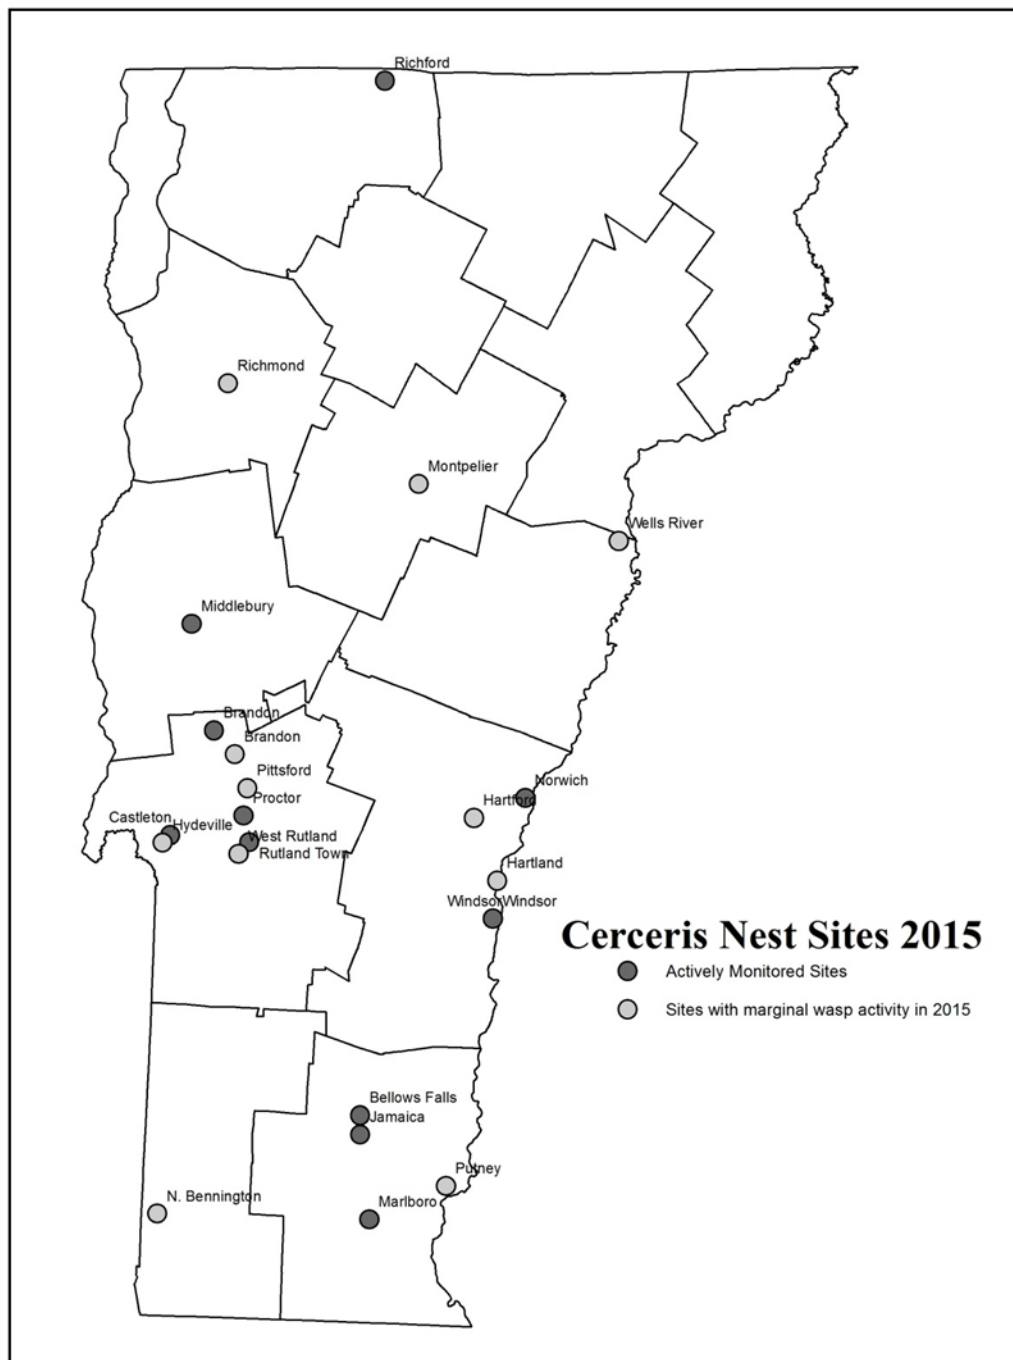 Richford
Richmond
Montpelier
Wells River
Middlebury
Brandon
Brandon
Pittsford
Norwich
Proctor
Hartford
Castleton
Hydeville
West Rutland
Rutland Town
Hartland
Windsor Windsor
Cerceris Nest Sites 2015
Actively Monitored Sites
Sites with marginal wasp activity in 2015
Bellows Falls
Jamaica
Putney
N. Bennington
Marlboro